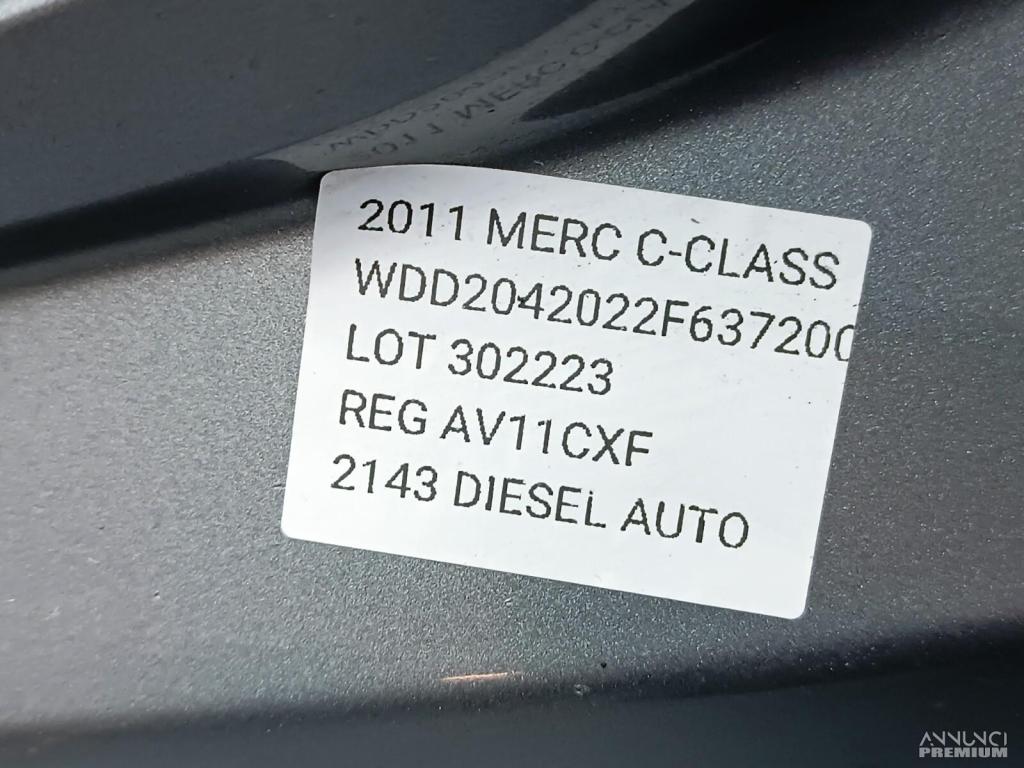 2011 MERC C-CLASS
WDD2042022F637200
LOT 302223
REG AV11CXF
2143 DIESEL AUTO
ANNUNCI
PREMIUM